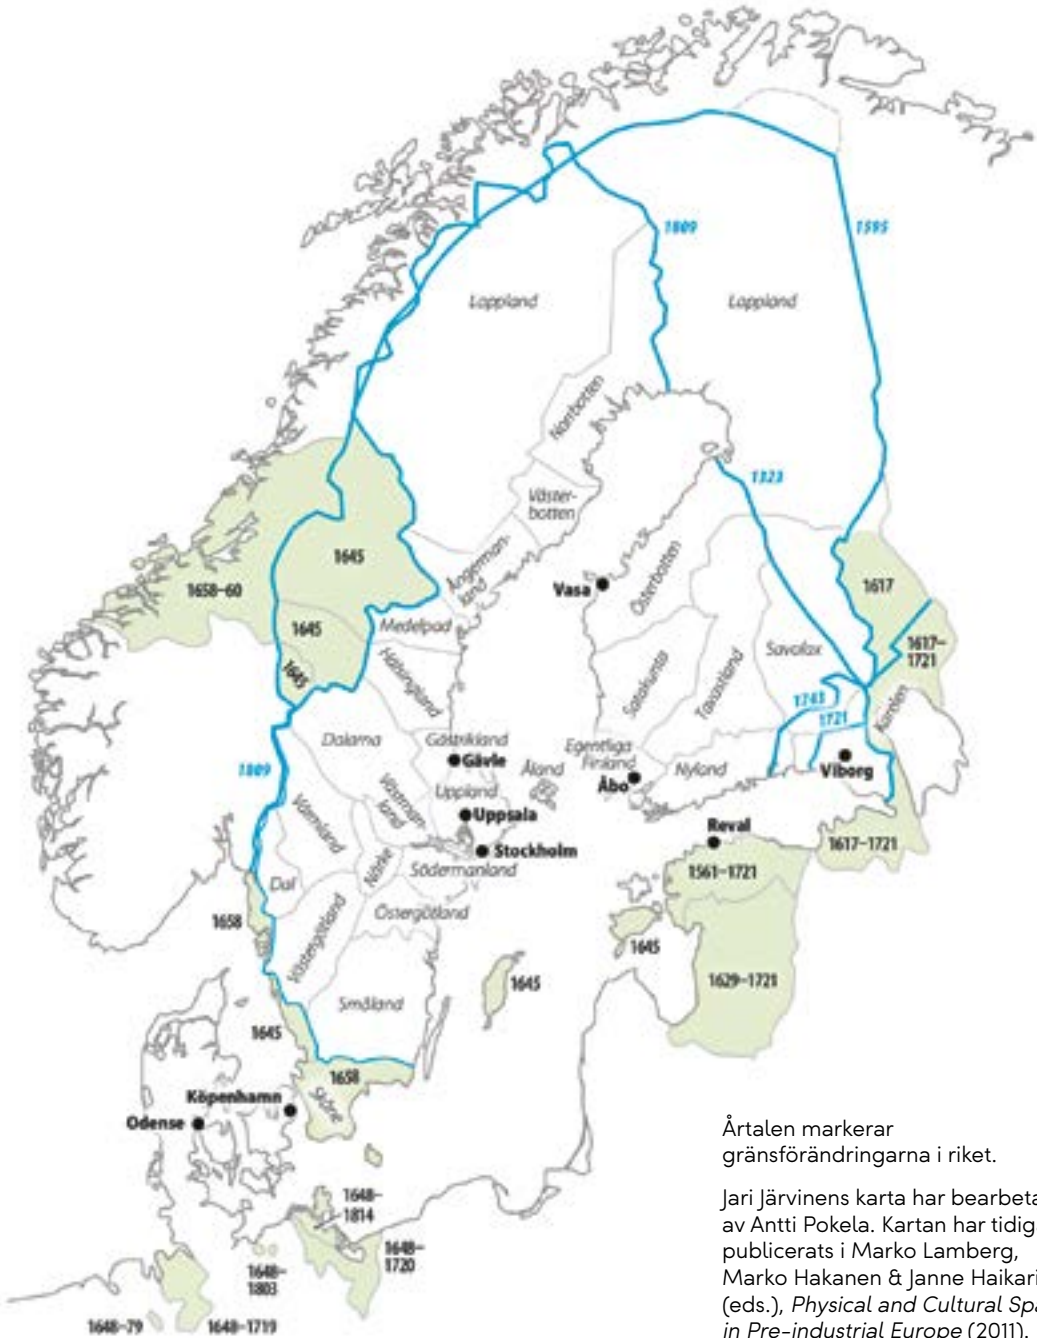 1809
1595
Lappland
Lappland
Norrbotten
1323
Väster-
botten
Ångerman-
land
Österbotten
1645
1658–60
Vasa
1617
1645
Medelpad
1645
Hälsingland
Satakunta
Tavastland
Savolax
1617–
1721
1743
1721
Karelen
Dalarna
Gästrikland
Gävle
Egentliga
Finland
Åland
Åbo
Nyland
Viborg
1809
Uppland
Värmland
Västman-
land
Uppsala
Reval
Stockholm
1617–1721
Närke
Södermanland
1561–1721
Dal
Östergötland
1658
Västergötland
1645
1645
1629–1721
Småland
1645
1658
Köpenhamn
Skåne
Odense
1648–
1814
1648–
1720
1648–
1803
1648–79
1648–1719
Årtalen markerar
gränsförändringarna i riket.
Jari Järvinens karta har bearbeta
av Antti Pokela. Kartan har tidiga
publicerats i Marko Lamberg,
Marko Hakanen & Janne Haikari
(eds.), Physical and Cultural Spa
in Pre-industrial Europe (2011).